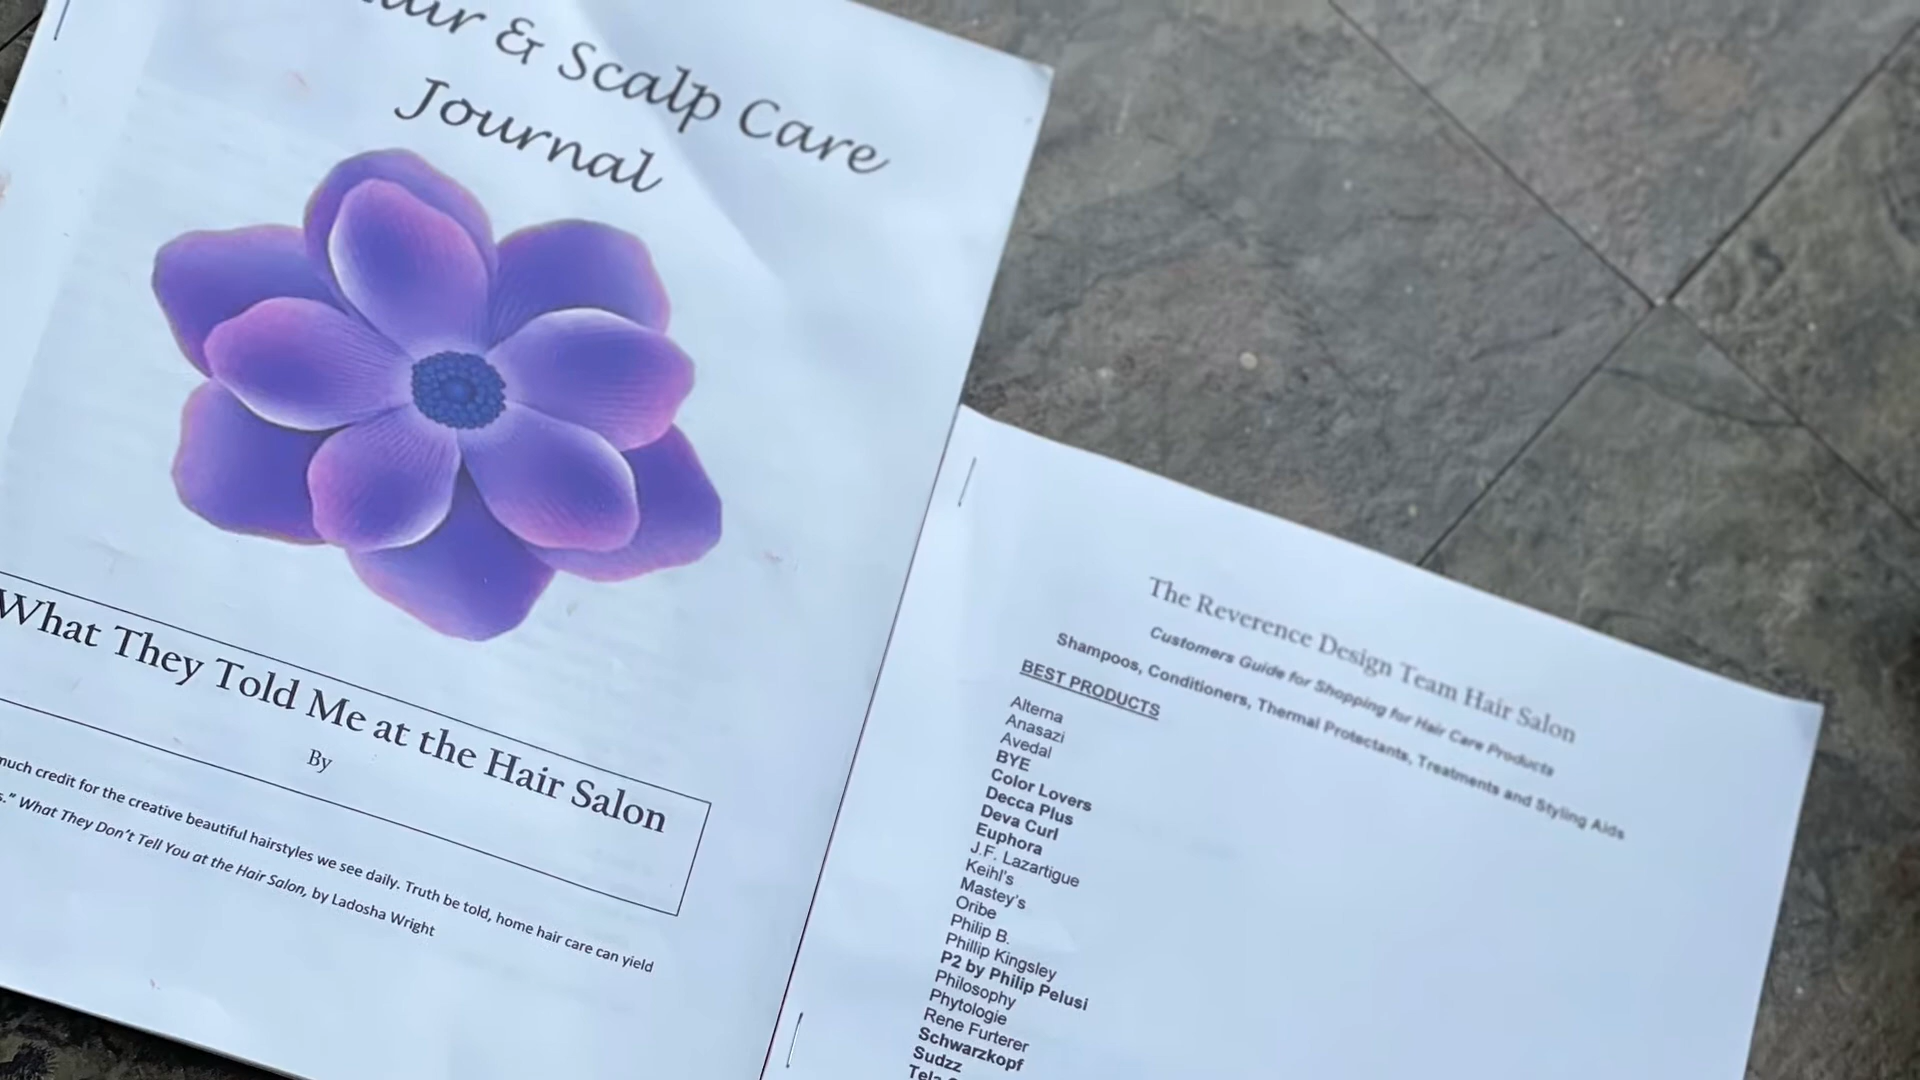 & Scalp Care
Journal
What They Told Me at the Hair Salon
By
much credit for the creative beautiful hairstyles we see daily. Truth be told, home hair care can yield
." What They Don't Tell You at the Hair Salon, by Ladosha Wright
The Reverence Design Team Hair Salon
Customers Guide for Shopping for Hair Care Products
Shampoos, Conditioners, Thermal Protectants, Treatments and Styling Aids
BEST PRODUCTS
Alterna
Anasazi
Avedal
BYE
Color Lovers
Decca Plus
Deva Curl
Euphora
J.F. Lazartigue
Keihl's
Mastey's
Oribe
Philip B.
Phillip Kingsley
P2 by Philip Pelusi
Philosophy
Phytologie
Rene Furterer
Schwarzkopf
Sudzz